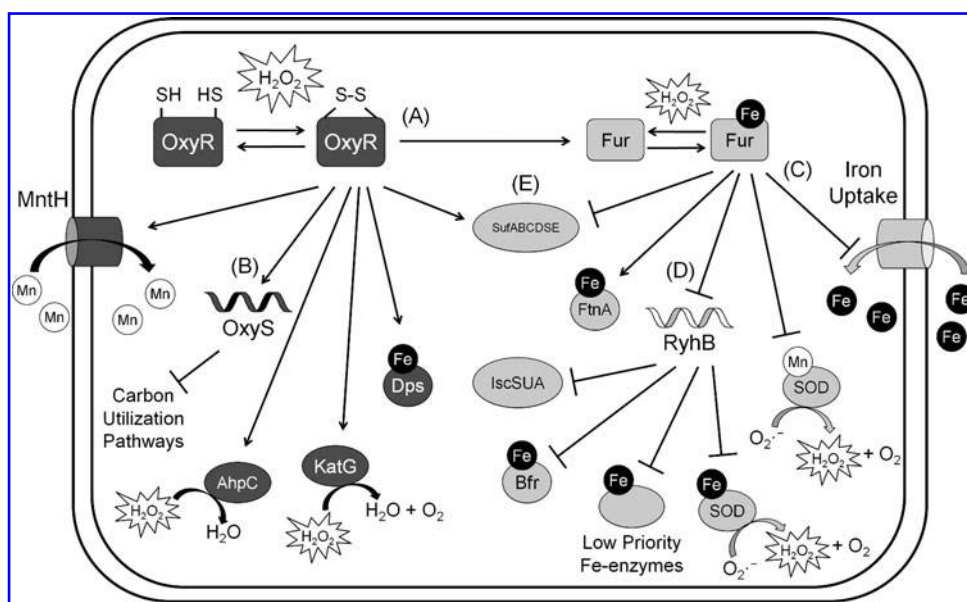 H₂O₂
SH HS
S-S
(A)
OxyR
OxyR
H₂O₂
Fur
Fe
Fur
(C)
Iron
Uptake
MntH
(E)
SufABCDSE
Mn
Mn
Mn
Mn
(B)
OxyS
Fe
FtnA
(D)
RyhB
Fe
Fe
Fe
Fe
Carbon
Utilization
Pathways
Fe
Dps
IscSUA
Mn
SOD
O₂·⁻
H₂O₂ + O₂
AhpC
H₂O₂
H₂O
KatG
H₂O₂
H₂O + O₂
Fe
Bfr
Fe
Low Priority
Fe-enzymes
Fe
SOD
O₂·⁻
H₂O₂ + O₂